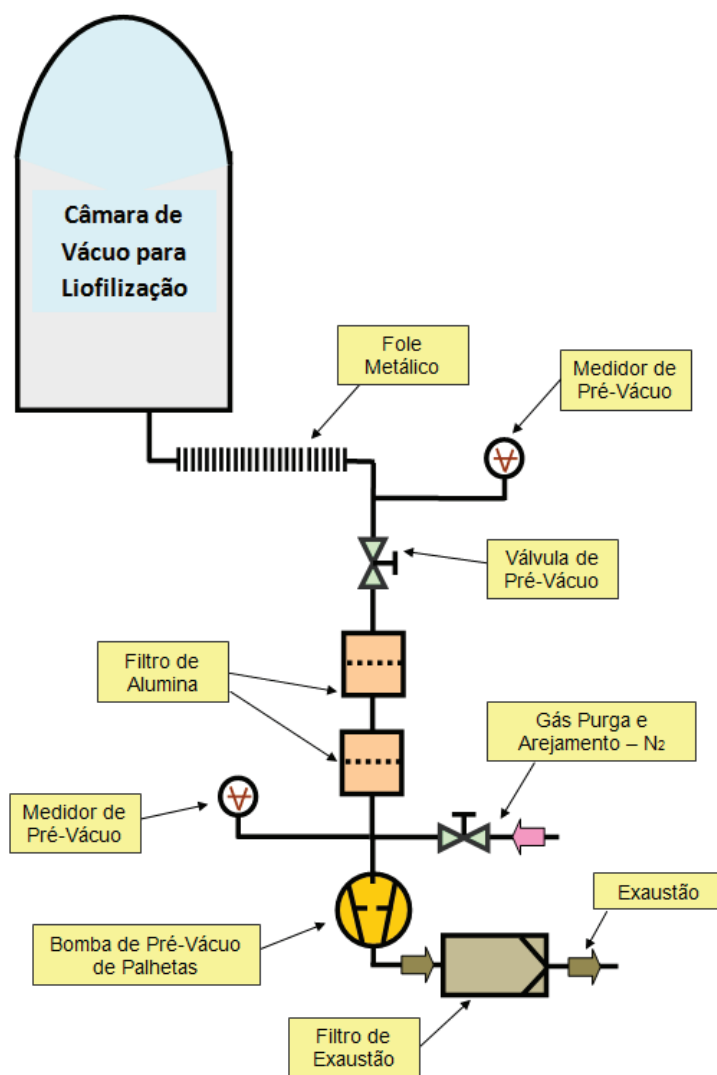 Câmara de
Vácuo para
Liofilização
Fole
Metálico
Medidor de
Pré-Vácuo
Válvula de
Pré-Vácuo
Filtro de
Alumina
Gás Purga e
Arejamento – N2
Medidor de
Pré-Vácuo
Exaustão
Bomba de Pré-Vácuo
de Palhetas
Filtro de
Exaustão